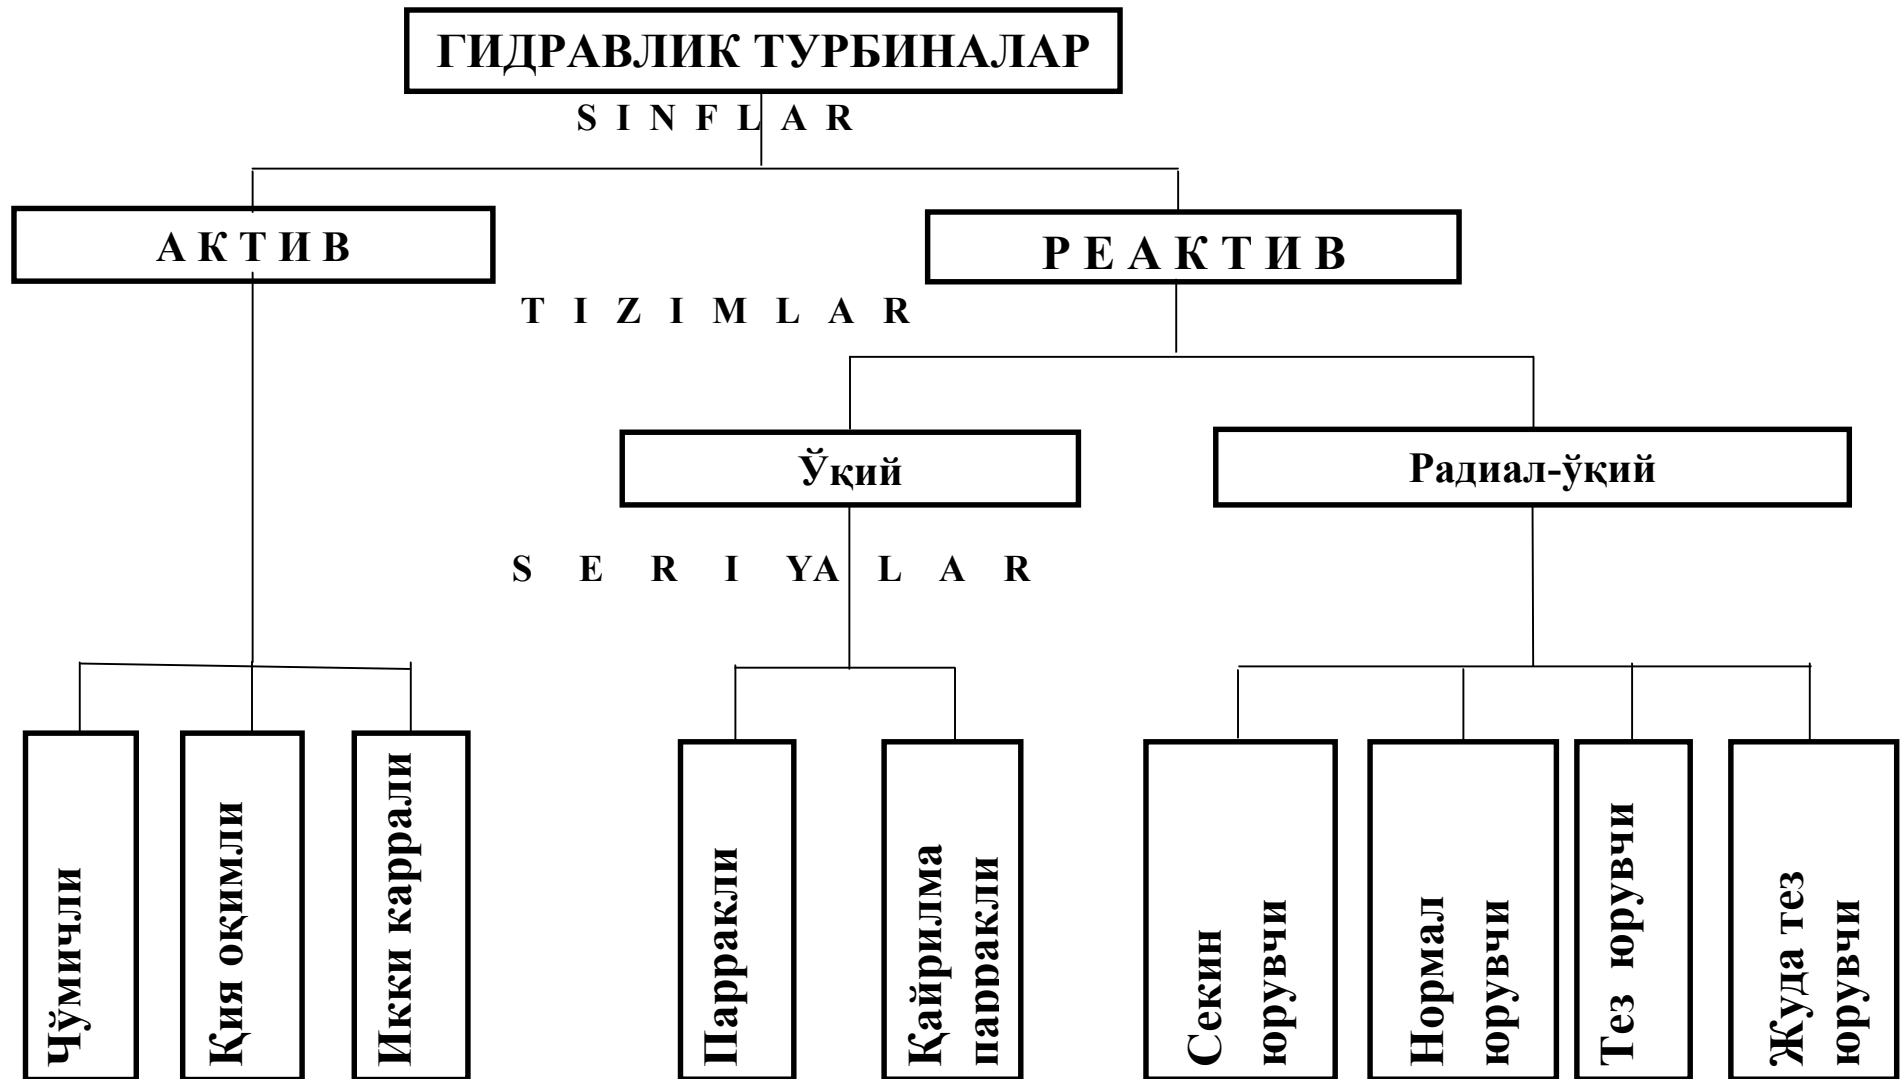 ГИДРАВЛИК ТУРБИНАЛАР
S I N F L A R
А К Т И В
Р Е А К Т И В
T I Z I M L A R
Ўқий
Радиал-ўқий
S E R I YA L A R
Чўмичли
Қия оқимли
Икки каррали
Парракли
Қайрилма
парракли
Секин
юрувчи
Нормал
юрувчи
Тез юрувчи
Жуда тез
юрувчи